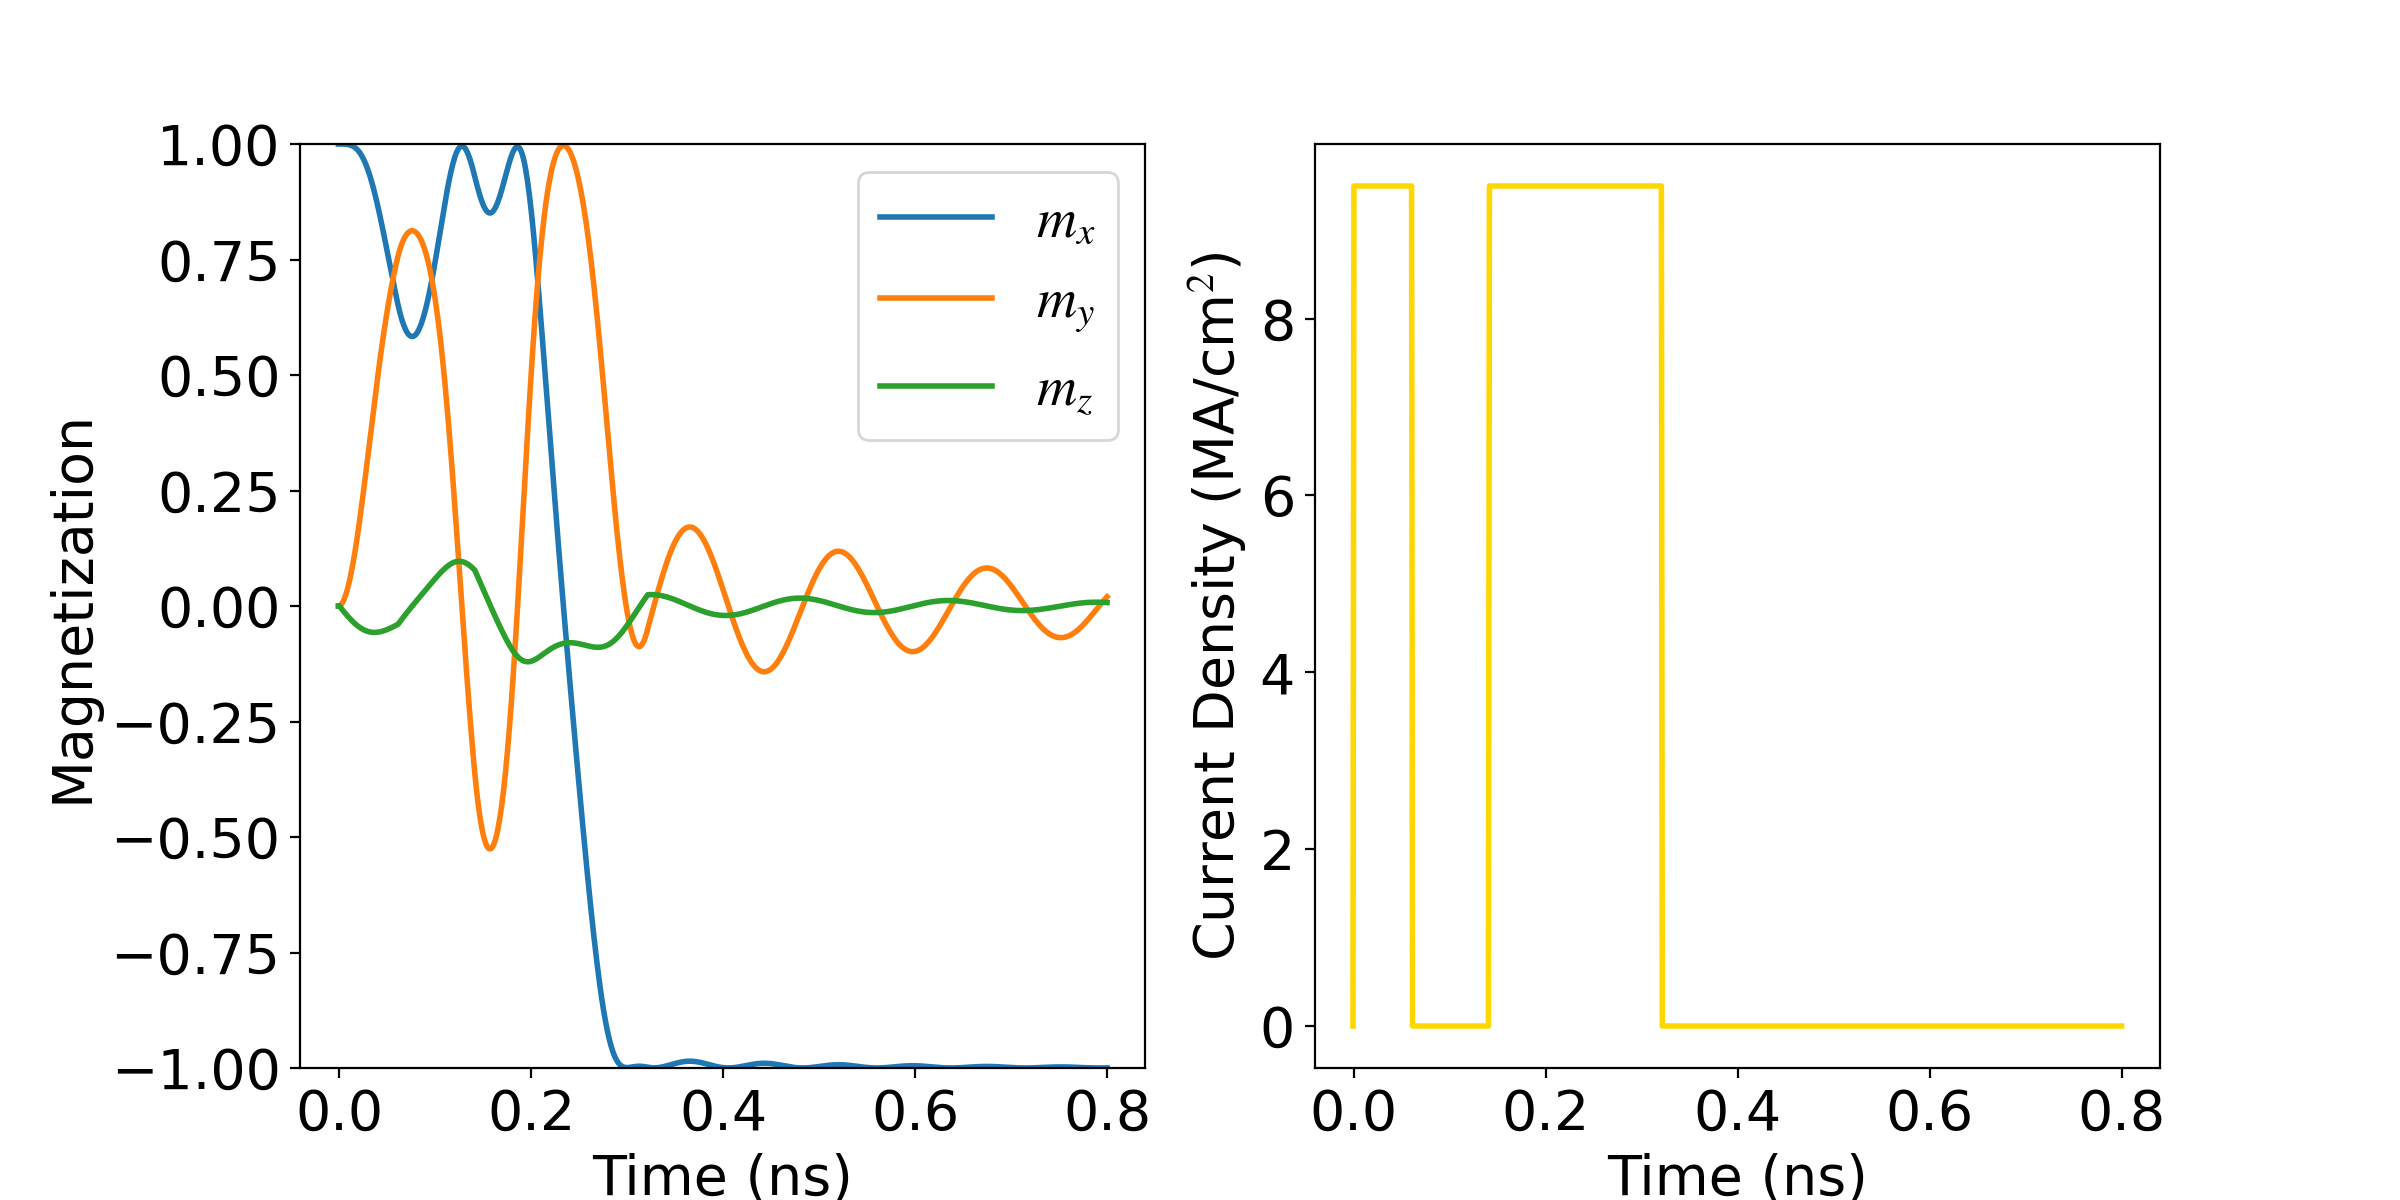 Magnetization
1.00
0.75
0.50
0.25
0.00
−0.25
−0.50
−0.75
−1.00
0.0 0.2 0.4 0.6 0.8
Time (ns)
mₓ
m_y
m_z
Current Density (MA/cm²)
8
6
4
2
0
0.0 0.2 0.4 0.6 0.8
Time (ns)